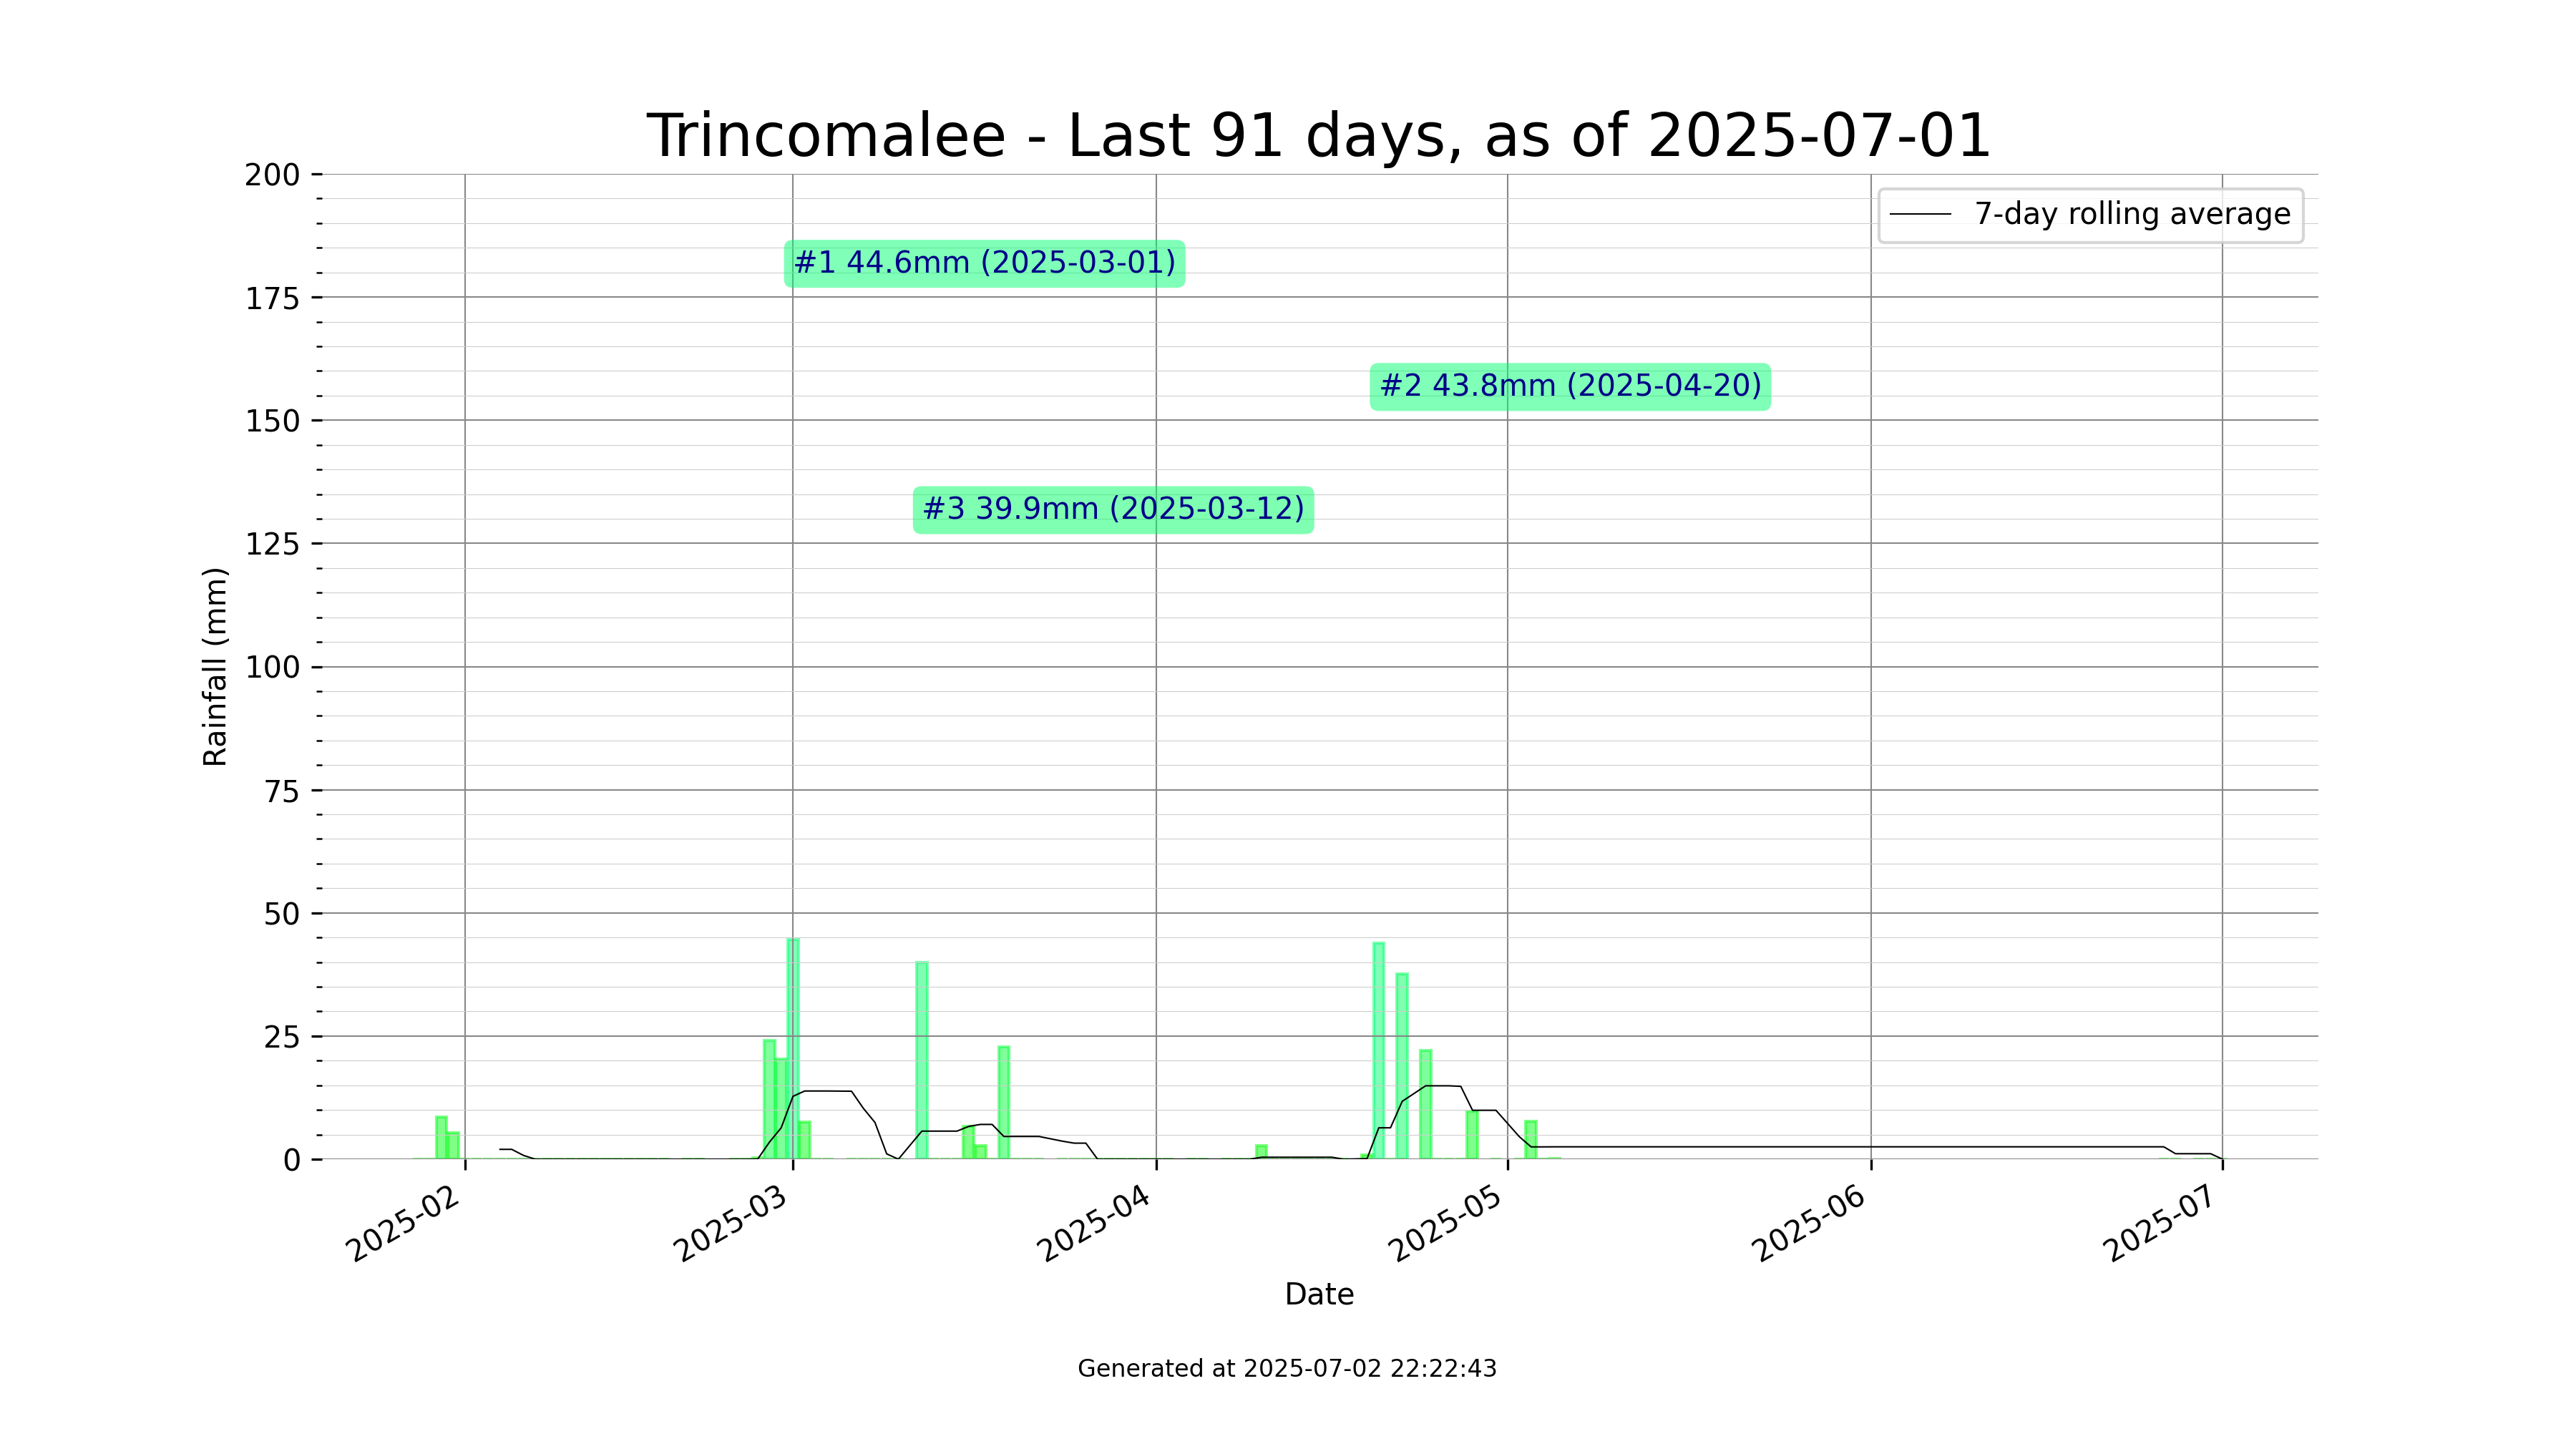 Trincomalee - Last 91 days, as of 2025-07-01
7-day rolling average
#1 44.6mm (2025-03-01)
#2 43.8mm (2025-04-20)
#3 39.9mm (2025-03-12)
Rainfall (mm)
200
175
150
125
100
75
50
25
0
2025-02
2025-03
2025-04
2025-05
2025-06
2025-07
Date
Generated at 2025-07-02 22:22:43